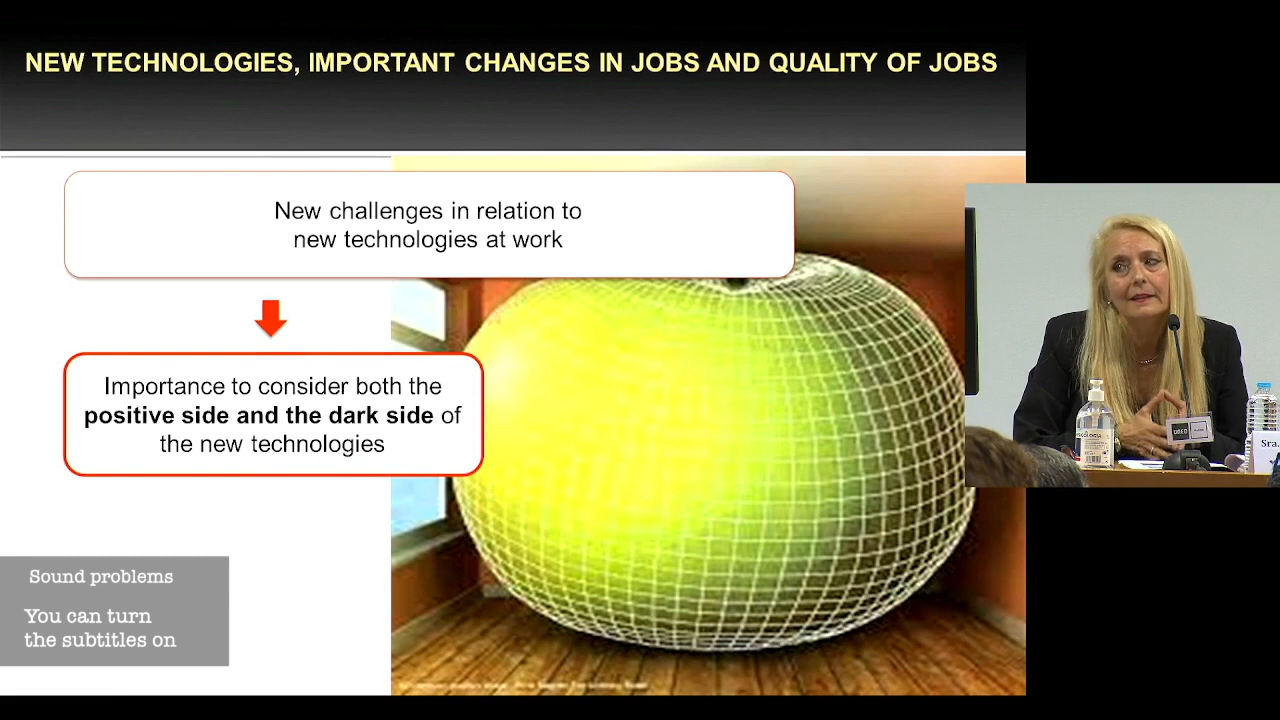 NEW TECHNOLOGIES, IMPORTANT CHANGES IN JOBS AND QUALITY OF JOBS
New challenges in relation to
new technologies at work
Importance to consider both the
positive side and the dark side of
the new technologies
Sound problems
You can turn
the subtitles on
Sra.